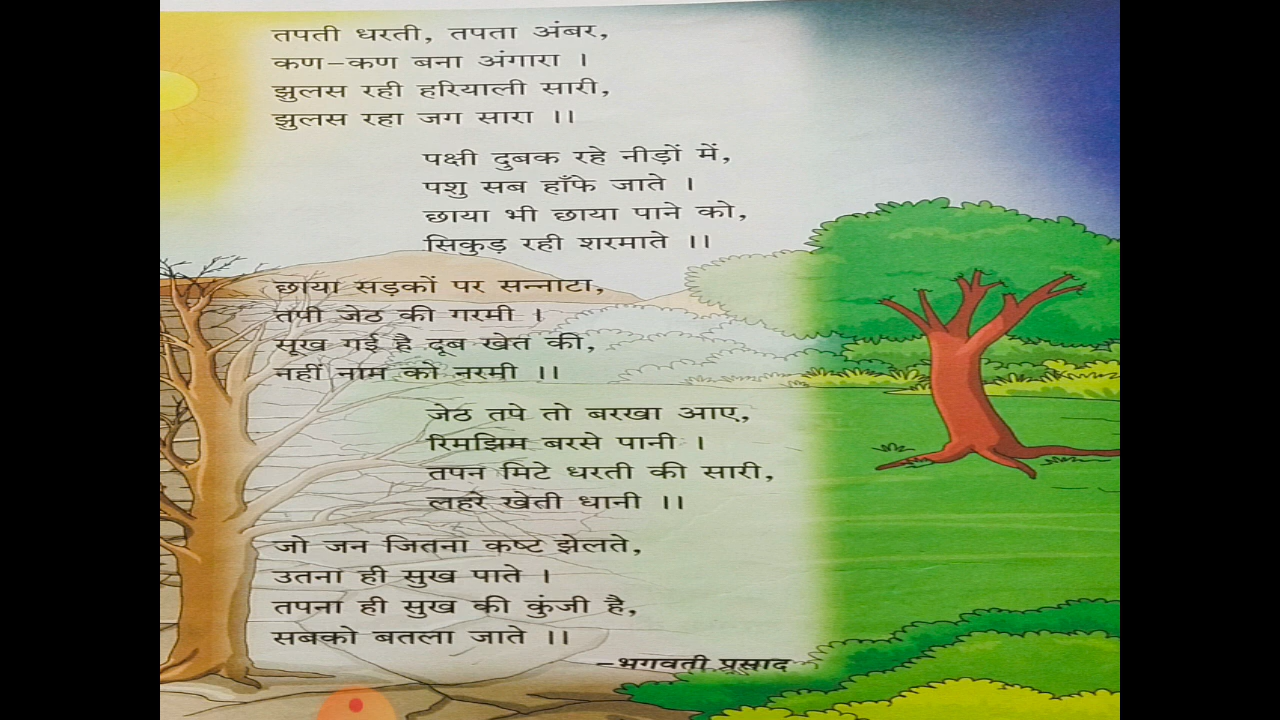 तपती धरती, तपता अंबर,
कण-कण बना अंगारा ।
झुलस रही हरियाली सारी,
झुलस रहा जग सारा ।।
पक्षी दुबक रहे नीड़ों में,
पशु सब हाँफे जाते ।
छाया भी छाया पाने को,
सिकुड़ रही शरमाते ।।
छाया सड़कों पर सन्नाटा,
तपी जेठ की गरमी ।
सूख गई है दूब खेत की,
नहीं नाम को नरमी ।।
जेठ तपे तो बरखा आए,
रिमझिम बरसे पानी ।
तपन मिटे धरती की सारी,
लहरे खेती धानी ।।
जो जन जितना कष्ट झेलते,
उतना ही सुख पाते ।
तपना ही सुख की कुंजी है,
सबको बतला जाते ।।
-भगवती प्रसाद